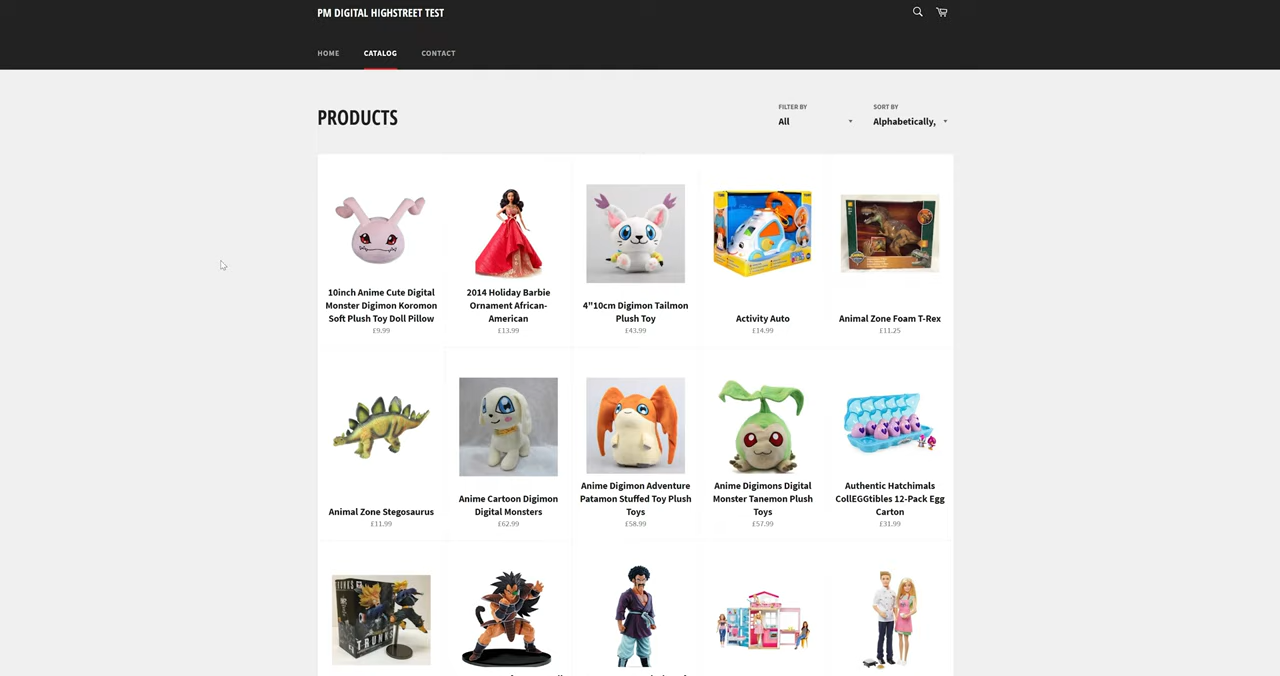 PM DIGITAL HIGHSTREET TEST
HOME CATALOG CONTACT
PRODUCTS
FILTER BY
All
SORT BY
Alphabetically,
10inch Anime Cute Digital
Monster Digimon Koromon
Soft Plush Toy Doll Pillow
£9.99
2014 Holiday Barbie
Ornament African-
American
£13.99
4"10cm Digimon Tailmon
Plush Toy
£43.99
Activity Auto
£14.99
Animal Zone Foam T-Rex
£11.25
Animal Zone Stegosaurus
£11.99
Anime Cartoon Digimon
Digital Monsters
£62.99
Anime Digimon Adventure
Patamon Stuffed Toy Plush
Toys
£58.99
Anime Digimons Digital
Monster Tanemon Plush
Toys
£57.99
Authentic Hatchimals
CollEGGtibles 12-Pack Egg
Carton
£31.99
TRUNKS